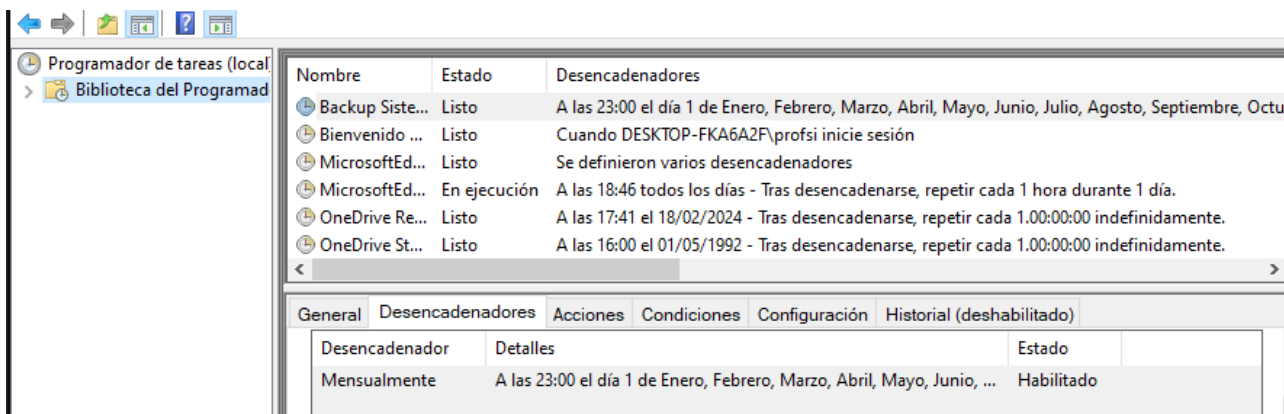 Programador de tareas (local)
Biblioteca del Programad
Nombre Estado Desencadenadores
Backup Siste... Listo A las 23:00 el día 1 de Enero, Febrero, Marzo, Abril, Mayo, Junio, Julio, Agosto, Septiembre, Octu
Bienvenido ... Listo Cuando DESKTOP-FKA6A2F\profsi inicie sesión
MicrosoftEd... Listo Se definieron varios desencadenadores
MicrosoftEd... En ejecución A las 18:46 todos los días - Tras desencadenarse, repetir cada 1 hora durante 1 día.
OneDrive Re... Listo A las 17:41 el 18/02/2024 - Tras desencadenarse, repetir cada 1.00:00:00 indefinidamente.
OneDrive St... Listo A las 16:00 el 01/05/1992 - Tras desencadenarse, repetir cada 1.00:00:00 indefinidamente.
General Desencadenadores Acciones Condiciones Configuración Historial (deshabilitado)
Desencadenador Detalles Estado
Mensualmente A las 23:00 el día 1 de Enero, Febrero, Marzo, Abril, Mayo, Junio, ... Habilitado